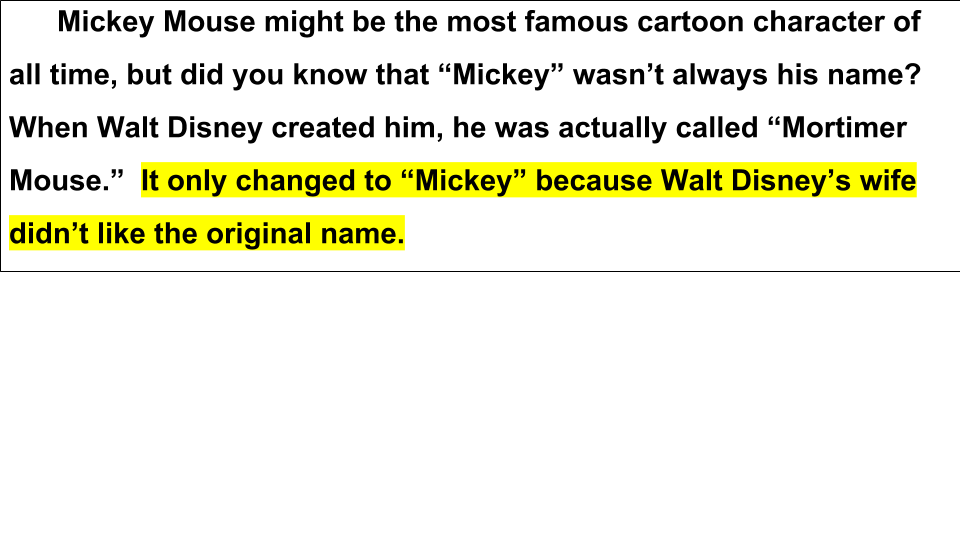 Mickey Mouse might be the most famous cartoon character of
all time, but did you know that “Mickey” wasn’t always his name?
When Walt Disney created him, he was actually called “Mortimer
Mouse.”  It only changed to “Mickey” because Walt Disney’s wife
didn’t like the original name.